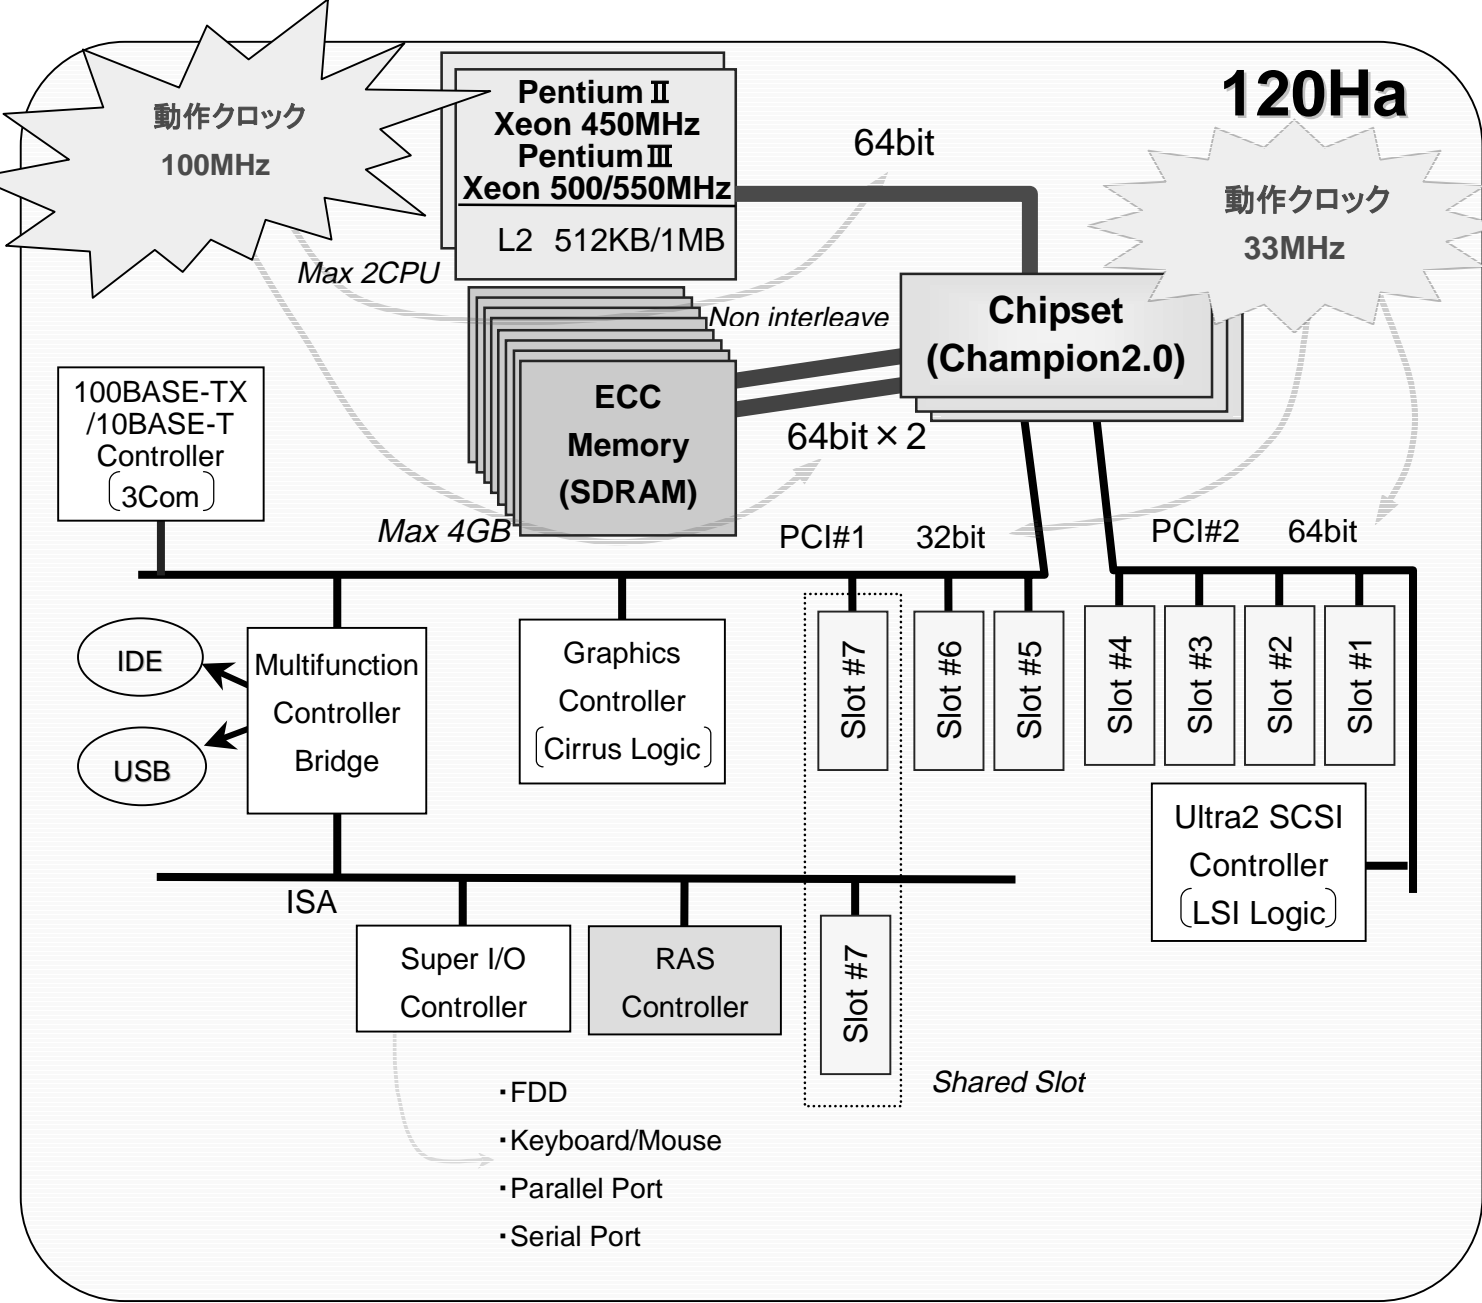 120Ha
動作クロック
100MHz
Pentium Ⅱ
Xeon 450MHz
Pentium Ⅲ
Xeon 500/550MHz
L2 512KB/1MB
Max 2CPU
64bit
動作クロック
33MHz
Non interleave
Chipset
(Champion2.0)
ECC
Memory
(SDRAM)
Max 4GB
64bit×2
100BASE-TX
/10BASE-T
Controller
〔3Com〕
PCI#1 32bit
PCI#2 64bit
IDE
USB
Multifunction
Controller
Bridge
Graphics
Controller
〔Cirrus Logic〕
Slot #7
Slot #6
Slot #5
Slot #4
Slot #3
Slot #2
Slot #1
Ultra2 SCSI
Controller
〔LSI Logic〕
ISA
Super I/O
Controller
RAS
Controller
Slot #7
Shared Slot
・FDD
・Keyboard/Mouse
・Parallel Port
・Serial Port